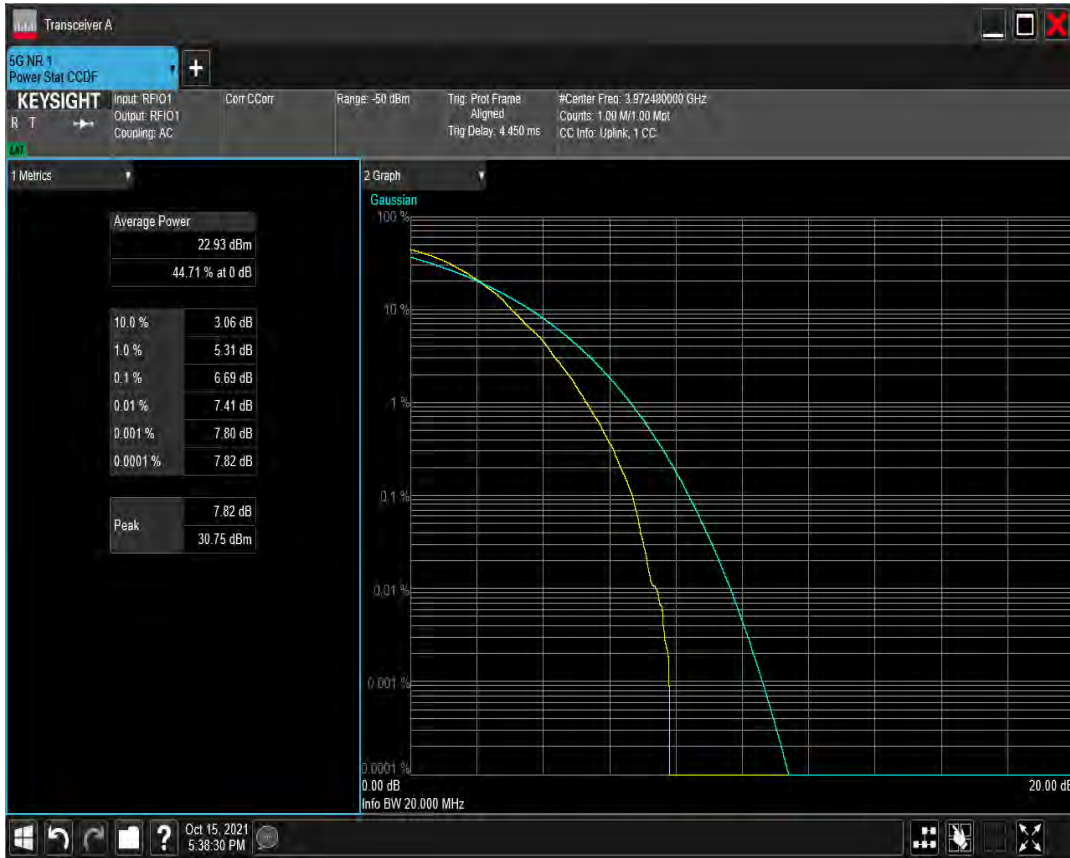 Transceiver A
5G NR 1
Power Stat CCDF
+
KEYSIGHT
R T
Input: RFIO1
Output: RFIO1
Coupling: AC
Corr CCorr
Range: -50 dBm
Trig: Prot Frame
Aligned
Trig Delay: 4.450 ms
#Center Freq: 3.972480000 GHz
Counts: 1.00 M/1.00 Mpt
CC Info: Uplink, 1 CC
1 Metrics
Average Power
22.93 dBm
44.71 % at 0 dB
10.0 % 3.06 dB
1.0 % 5.31 dB
0.1 % 6.69 dB
0.01 % 7.41 dB
0.001 % 7.80 dB
0.0001 % 7.82 dB
Peak
7.82 dB
30.75 dBm
2 Graph
Gaussian
100 %
10 %
1 %
0.1 %
0.01 %
0.001 %
0.0001 %
0.00 dB 20.00 dB
Info BW 20.000 MHz
? Oct 15, 2021
5:38:30 PM